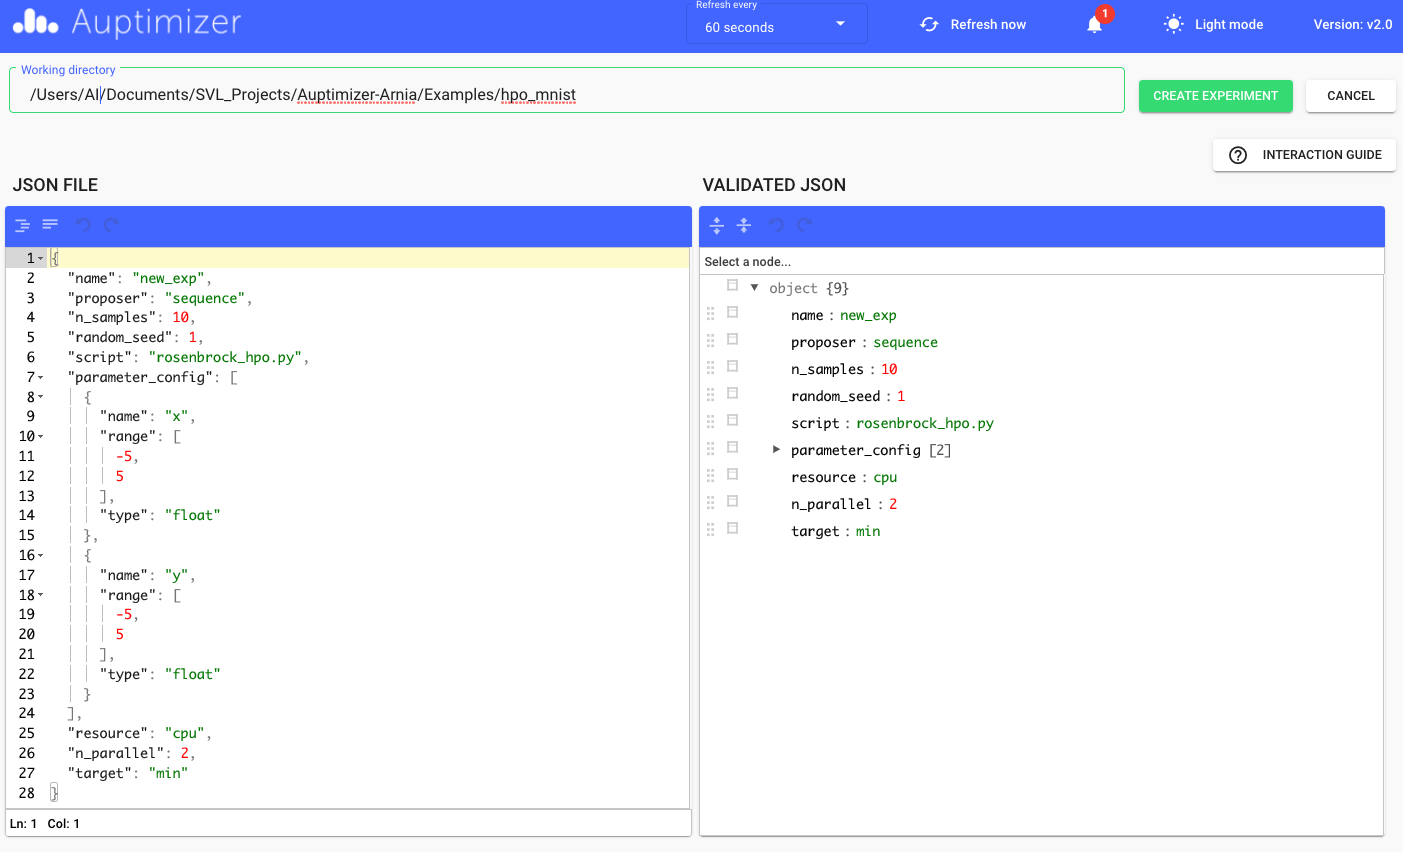 Auptimizer
Refresh every
60 seconds
Refresh now
1
Light mode
Version: v2.0
Working directory
/Users/AI/Documents/SVL_Projects/Auptimizer-Arnia/Examples/hpo_mnist
CREATE EXPERIMENT
CANCEL
INTERACTION GUIDE
JSON FILE
1 {
2 "name": "new_exp",
3 "proposer": "sequence",
4 "n_samples": 10,
5 "random_seed": 1,
6 "script": "rosenbrock_hpo.py",
7 "parameter_config": [
8 {
9 "name": "x",
10 "range": [
11 -5,
12 5
13 ],
14 "type": "float"
15 },
16 {
17 "name": "y",
18 "range": [
19 -5,
20 5
21 ],
22 "type": "float"
23 }
24 ],
25 "resource": "cpu",
26 "n_parallel": 2,
27 "target": "min"
28 }
Ln: 1 Col: 1
VALIDATED JSON
Select a node...
object {9}
name : new_exp
proposer : sequence
n_samples : 10
random_seed : 1
script : rosenbrock_hpo.py
parameter_config [2]
resource : cpu
n_parallel : 2
target : min